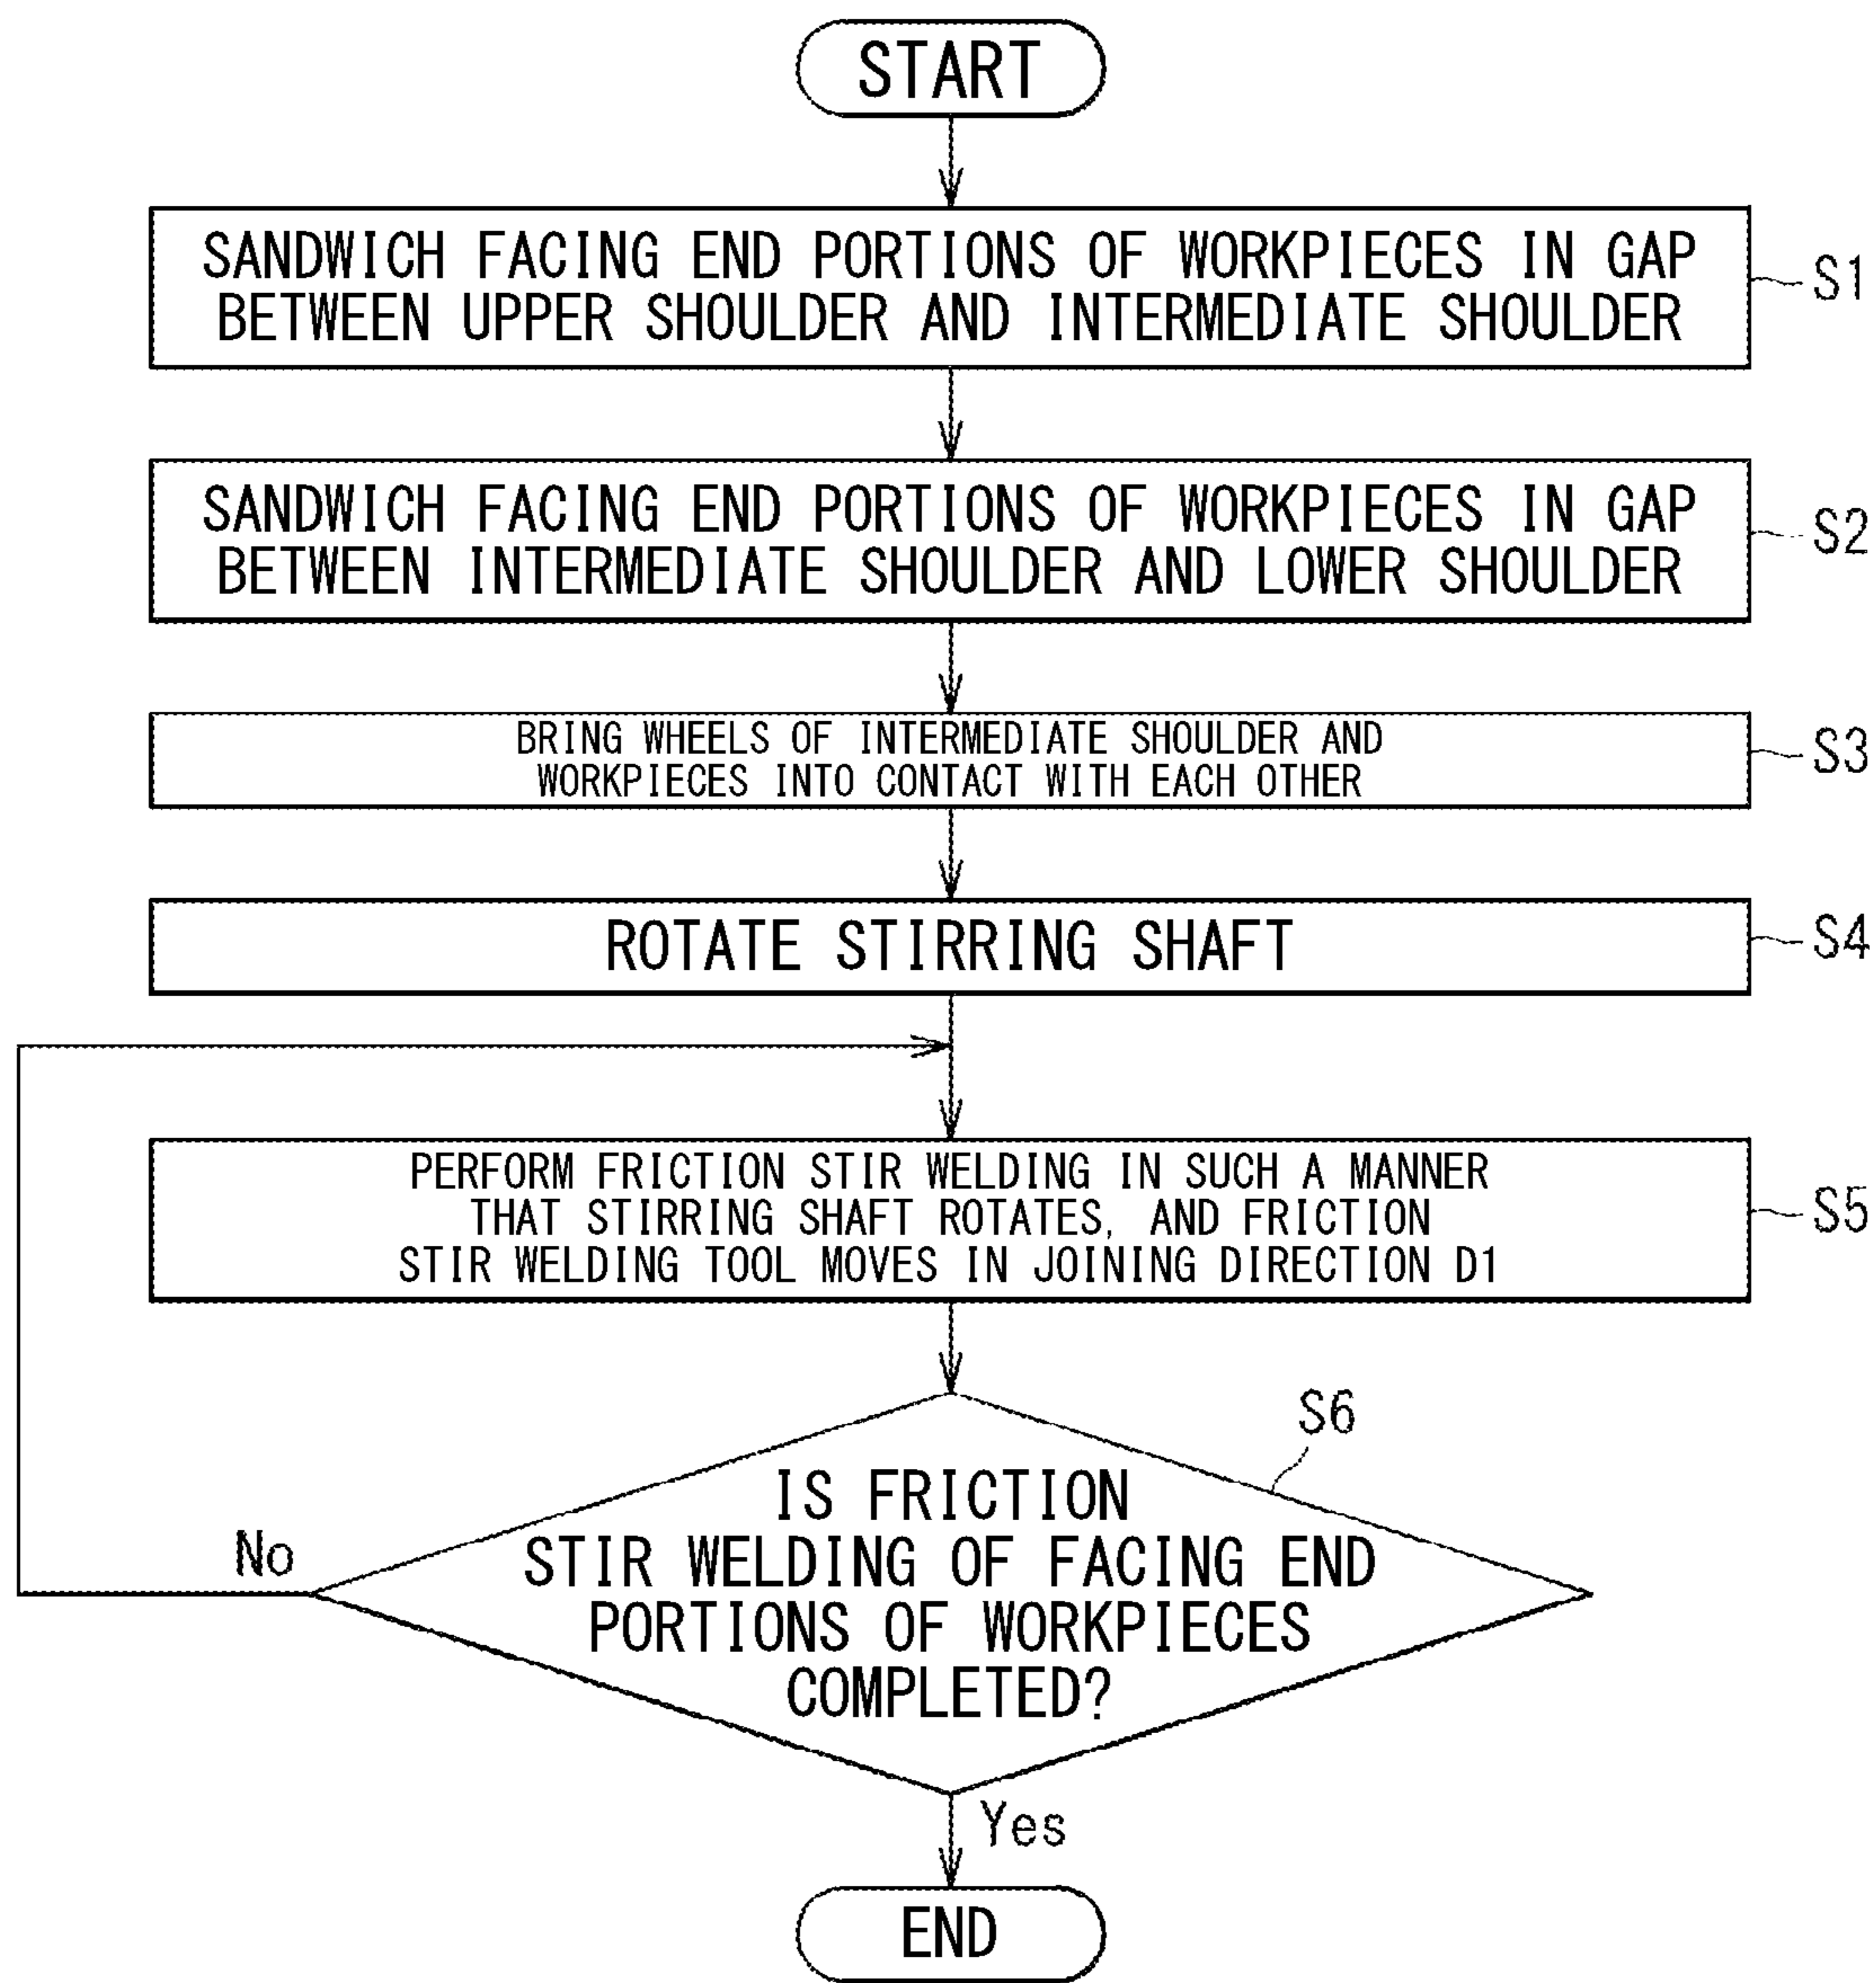 START
SANDWICH FACING END PORTIONS OF WORKPIECES IN GAP
BETWEEN UPPER SHOULDER AND INTERMEDIATE SHOULDER
S1
SANDWICH FACING END PORTIONS OF WORKPIECES IN GAP
BETWEEN INTERMEDIATE SHOULDER AND LOWER SHOULDER
S2
BRING WHEELS OF INTERMEDIATE SHOULDER AND
WORKPIECES INTO CONTACT WITH EACH OTHER
S3
ROTATE STIRRING SHAFT
S4
PERFORM FRICTION STIR WELDING IN SUCH A MANNER
THAT STIRRING SHAFT ROTATES, AND FRICTION
STIR WELDING TOOL MOVES IN JOINING DIRECTION D1
S5
S6
IS FRICTION
STIR WELDING OF FACING END
PORTIONS OF WORKPIECES
COMPLETED?
No
Yes
END